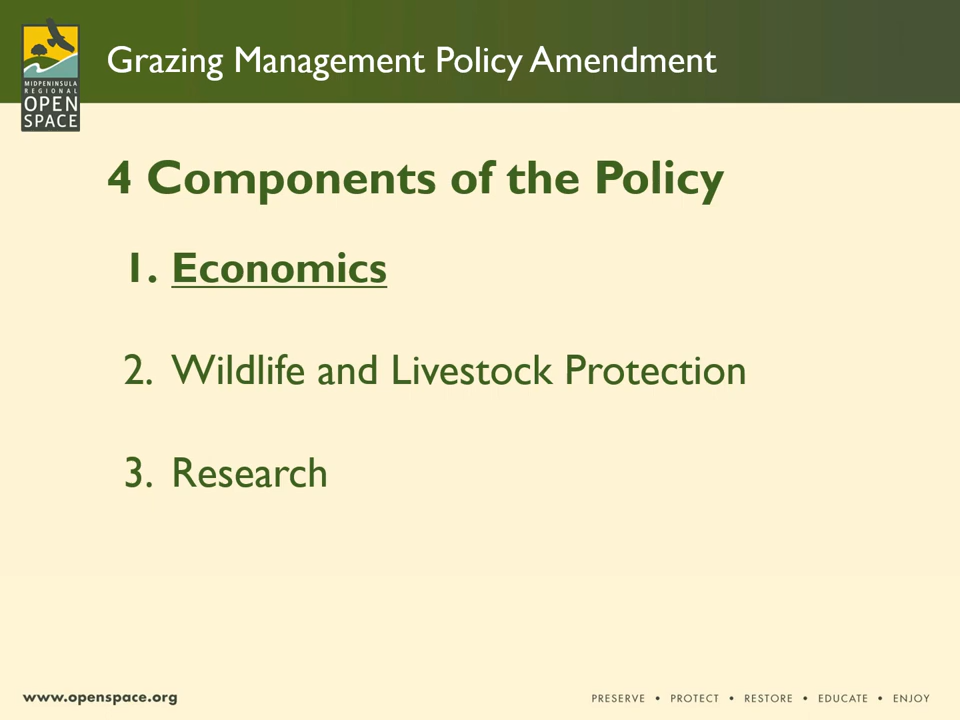 Grazing Management Policy Amendment
MIDPENINSULA
REGIONAL
OPEN
SPACE
4 Components of the Policy
1. Economics
2. Wildlife and Livestock Protection
3. Research
www.openspace.org
PRESERVE • PROTECT • RESTORE • EDUCATE • ENJOY